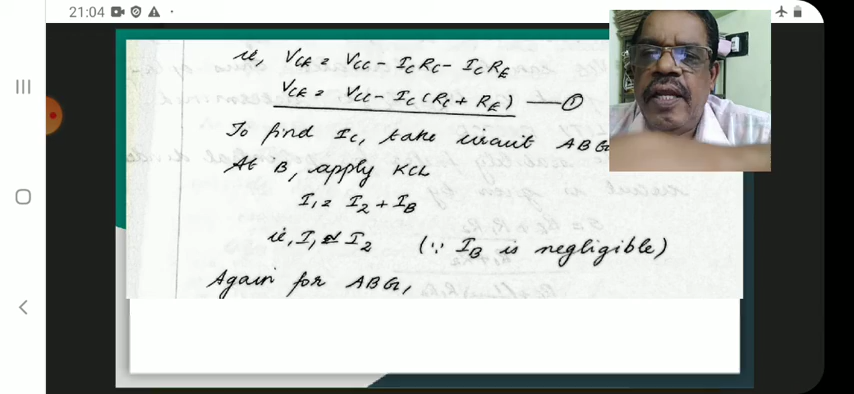 21:04
ie, VCE = VCC - ICRC - ICRE
VCE = VCC - IC (RC + RE) —①
To find IC, take circuit ABG
At B, apply KCL
I1 = I2 + IB
ie, I1 ≃ I2 (∵ IB is negligible)
Again for ABG,